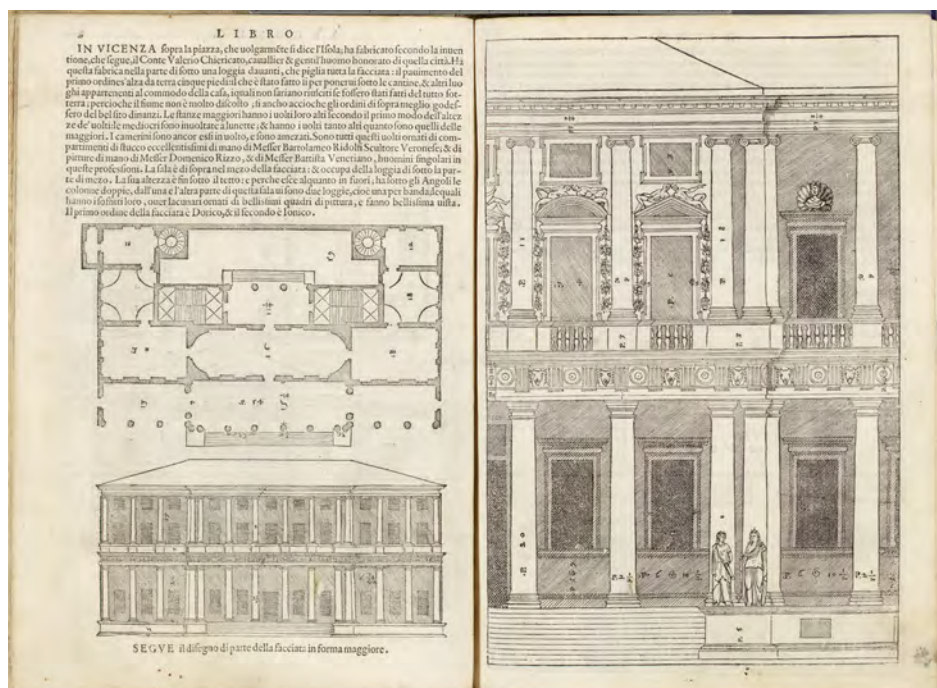 6 LIBRO
IN VICENZA sopra la piazza, che uolgarmẽte si dice l'Isola; ha fabricato secondo la inuen
tione, che segue, il Conte Valerio Chiericato, cauallier & gentil'huomo honorato di quella città. Ha
questa fabrica nella parte di sotto una loggia dauanti, che piglia tutta la facciata: il pauimento del
primo ordine s'alza da terra cinque piedi: il che è stato fatto sì per ponerui sotto le cantine, & altri luo
ghi appartenenti al commodo della casa, iquali non sariano riusciti se fossero stati fatti del tutto sot-
terra; percioche il fiume non è molto discosto; sì ancho accioche gli ordini di sopra meglio godes-
sero del bel sito dinanzi. Le stanze maggiori hanno i uolti loro alti secondo il primo modo dell'altez
ze de' uolti: le mediocri sono inuoltate à lunette; & hanno i uolti tanto alti quanto sono quelli delle
maggiori. I camerini sono ancor essi in uolto, e sono amezati. Sono tutti questi uolti ornati di com-
partimenti di stucco eccellentissimi di mano di Messer Bartolameo Ridolfi Scultore Veronese; & di
pitture di mano di Messer Domenico Rizzo, & di Messer Battista Venetiano, huomini singolari in
queste professioni. La sala è di sopra nel mezo della facciata: & occupa della loggia di sotto la par-
te di mezo. La sua altezza è fin sotto il tetto: e perche esce alquanto in fuori, ha sotto gli Angoli le
colonne doppie, dall'una e l'altra parte di questa sala ui sono due loggie, cioè una per banda; lequali
hanno i soffitti loro, ouer lacunari ornati di bellissimi quadri di pittura, e fanno bellissima uista.
Il primo ordine della facciata è Dorico, & il secondo è Ionico.
SEGVE il disegno di parte della facciata in forma maggiore.